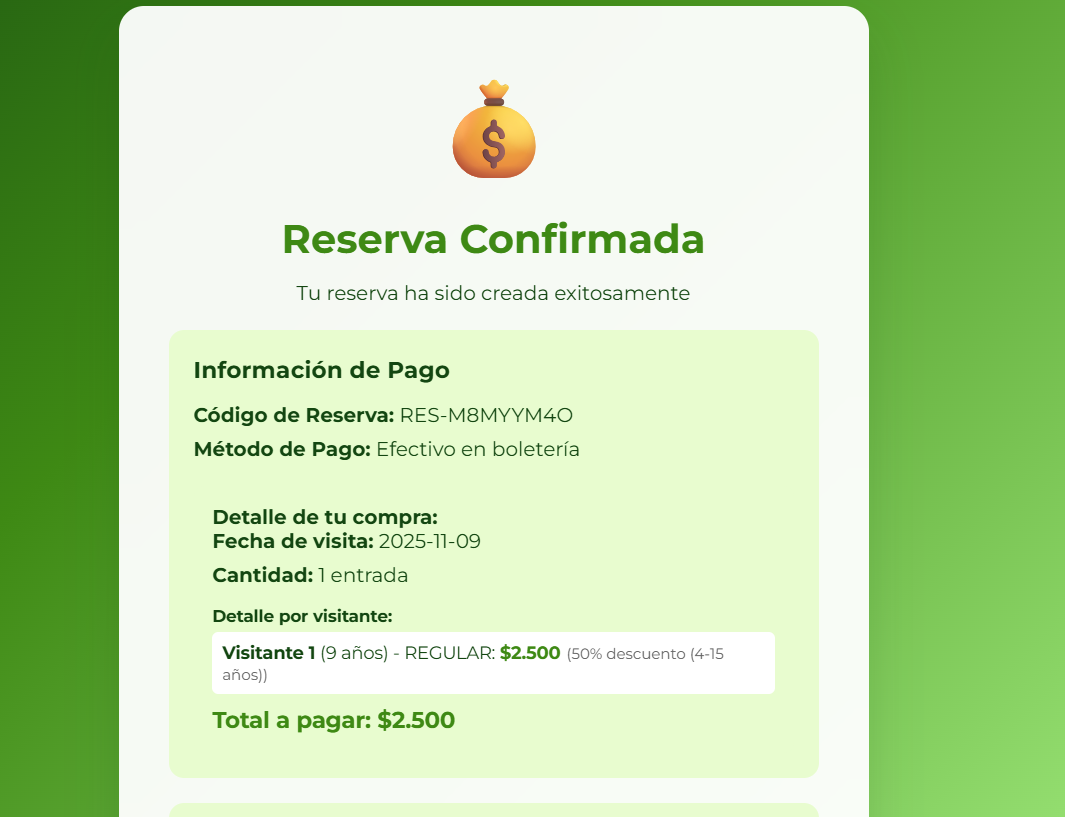 $
Reserva Confirmada
Tu reserva ha sido creada exitosamente
Información de Pago
Código de Reserva: RES-M8MYYM4O
Método de Pago: Efectivo en boletería
Detalle de tu compra:
Fecha de visita: 2025-11-09
Cantidad: 1 entrada
Detalle por visitante:
Visitante 1 (9 años) - REGULAR: $2.500 (50% descuento (4-15
años))
Total a pagar: $2.500